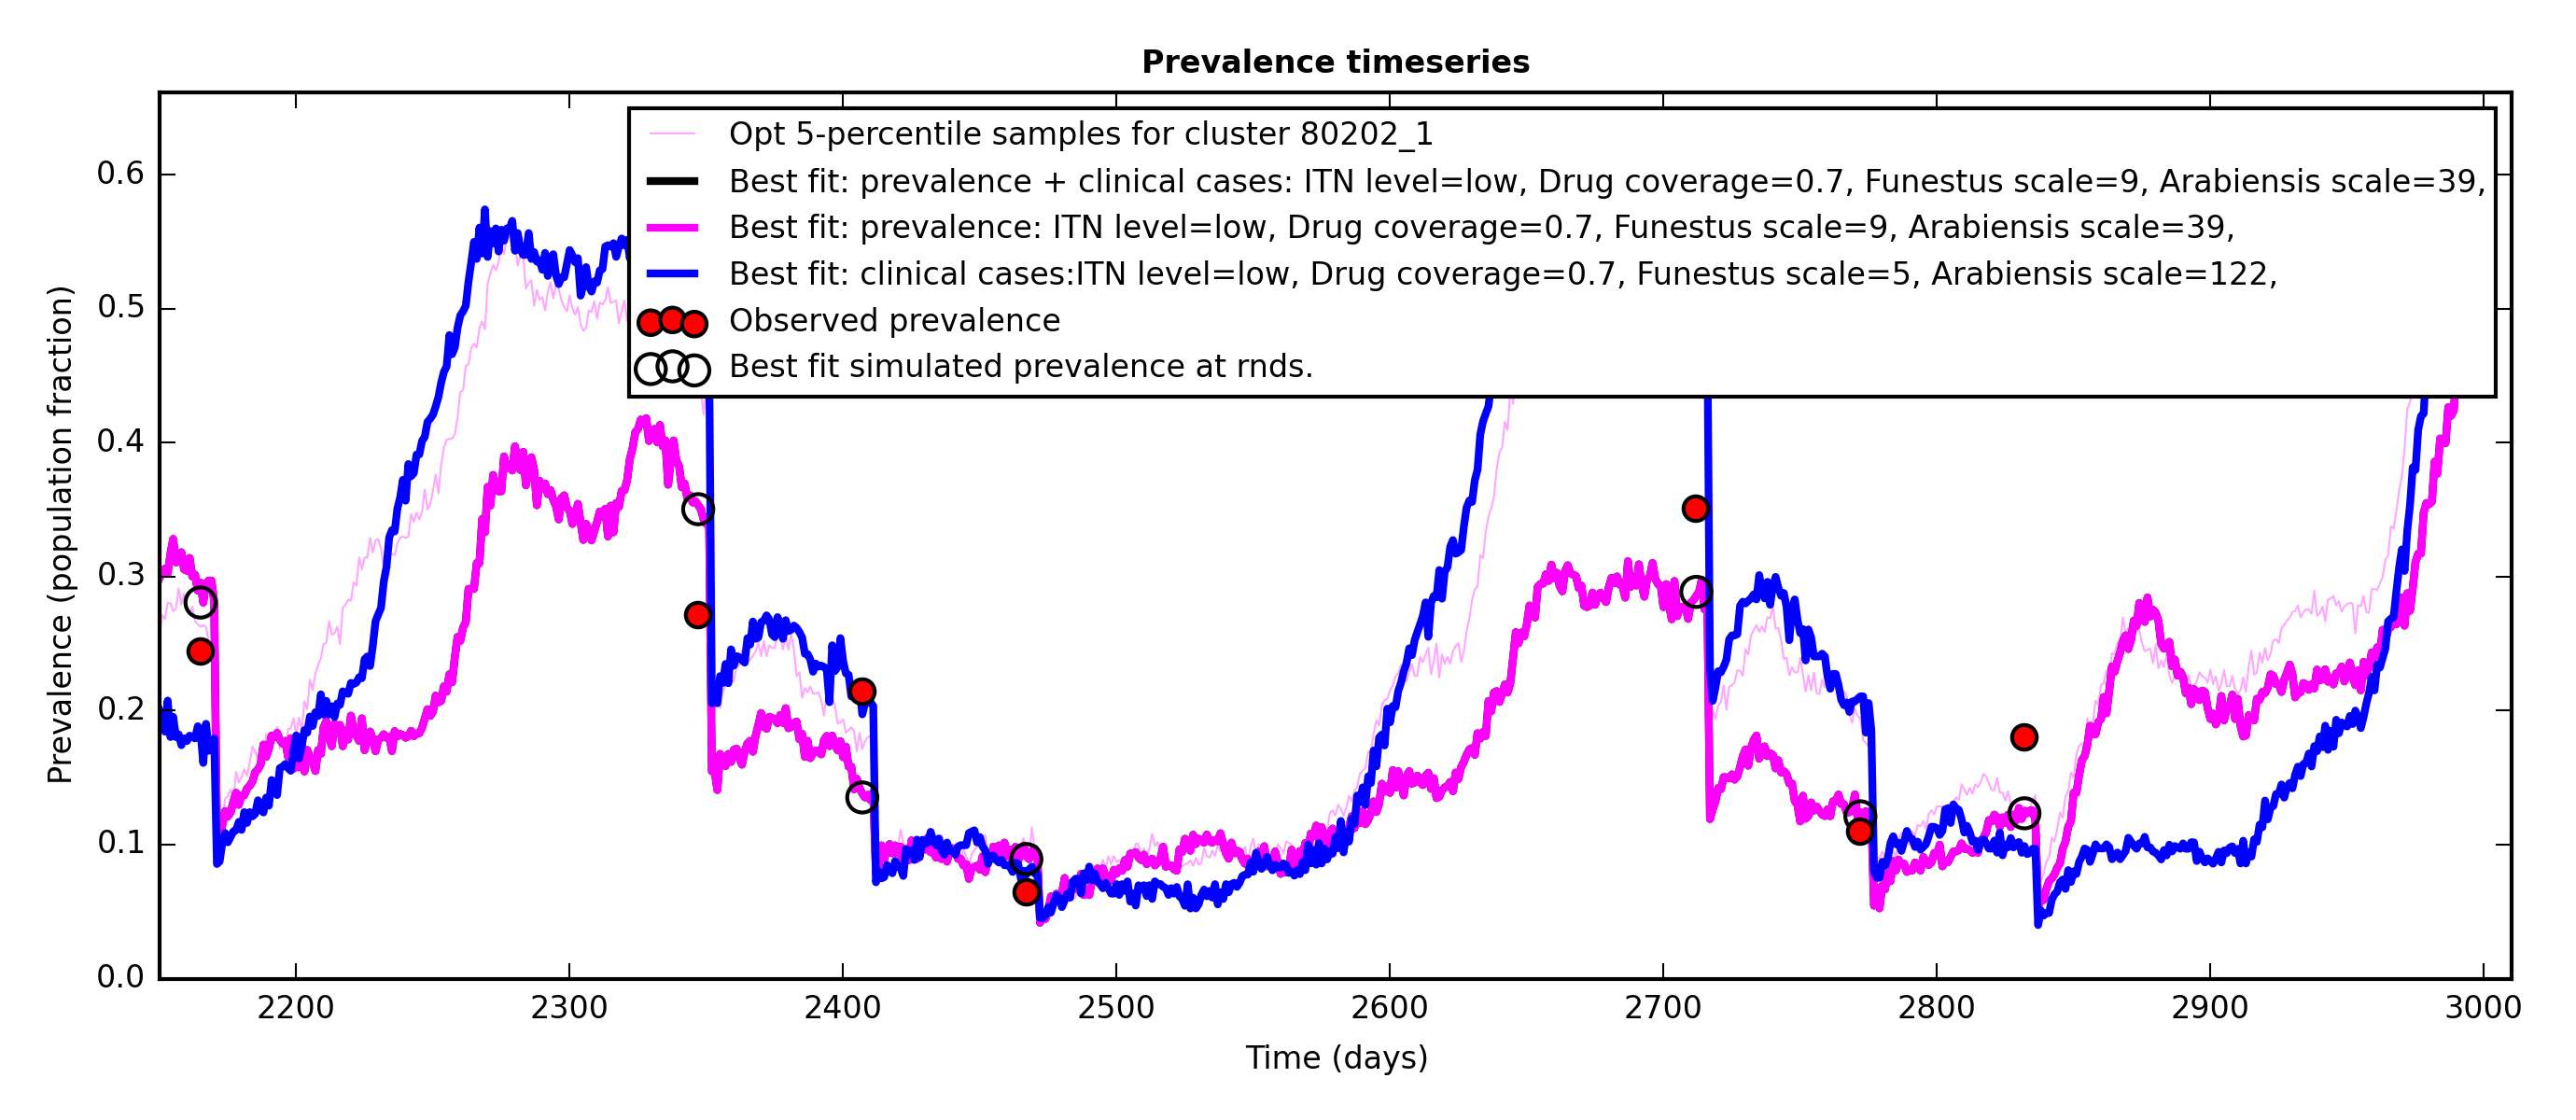 Prevalence timeseries
Opt 5-percentile samples for cluster 80202_1
Best fit: prevalence + clinical cases: ITN level=low, Drug coverage=0.7, Funestus scale=9, Arabiensis scale=39,
Best fit: prevalence: ITN level=low, Drug coverage=0.7, Funestus scale=9, Arabiensis scale=39,
Best fit: clinical cases:ITN level=low, Drug coverage=0.7, Funestus scale=5, Arabiensis scale=122,
Observed prevalence
Best fit simulated prevalence at rnds.
Prevalence (population fraction)
0.6
0.5
0.4
0.3
0.2
0.1
0.0
2200 2300 2400 2500 2600 2700 2800 2900 3000
Time (days)